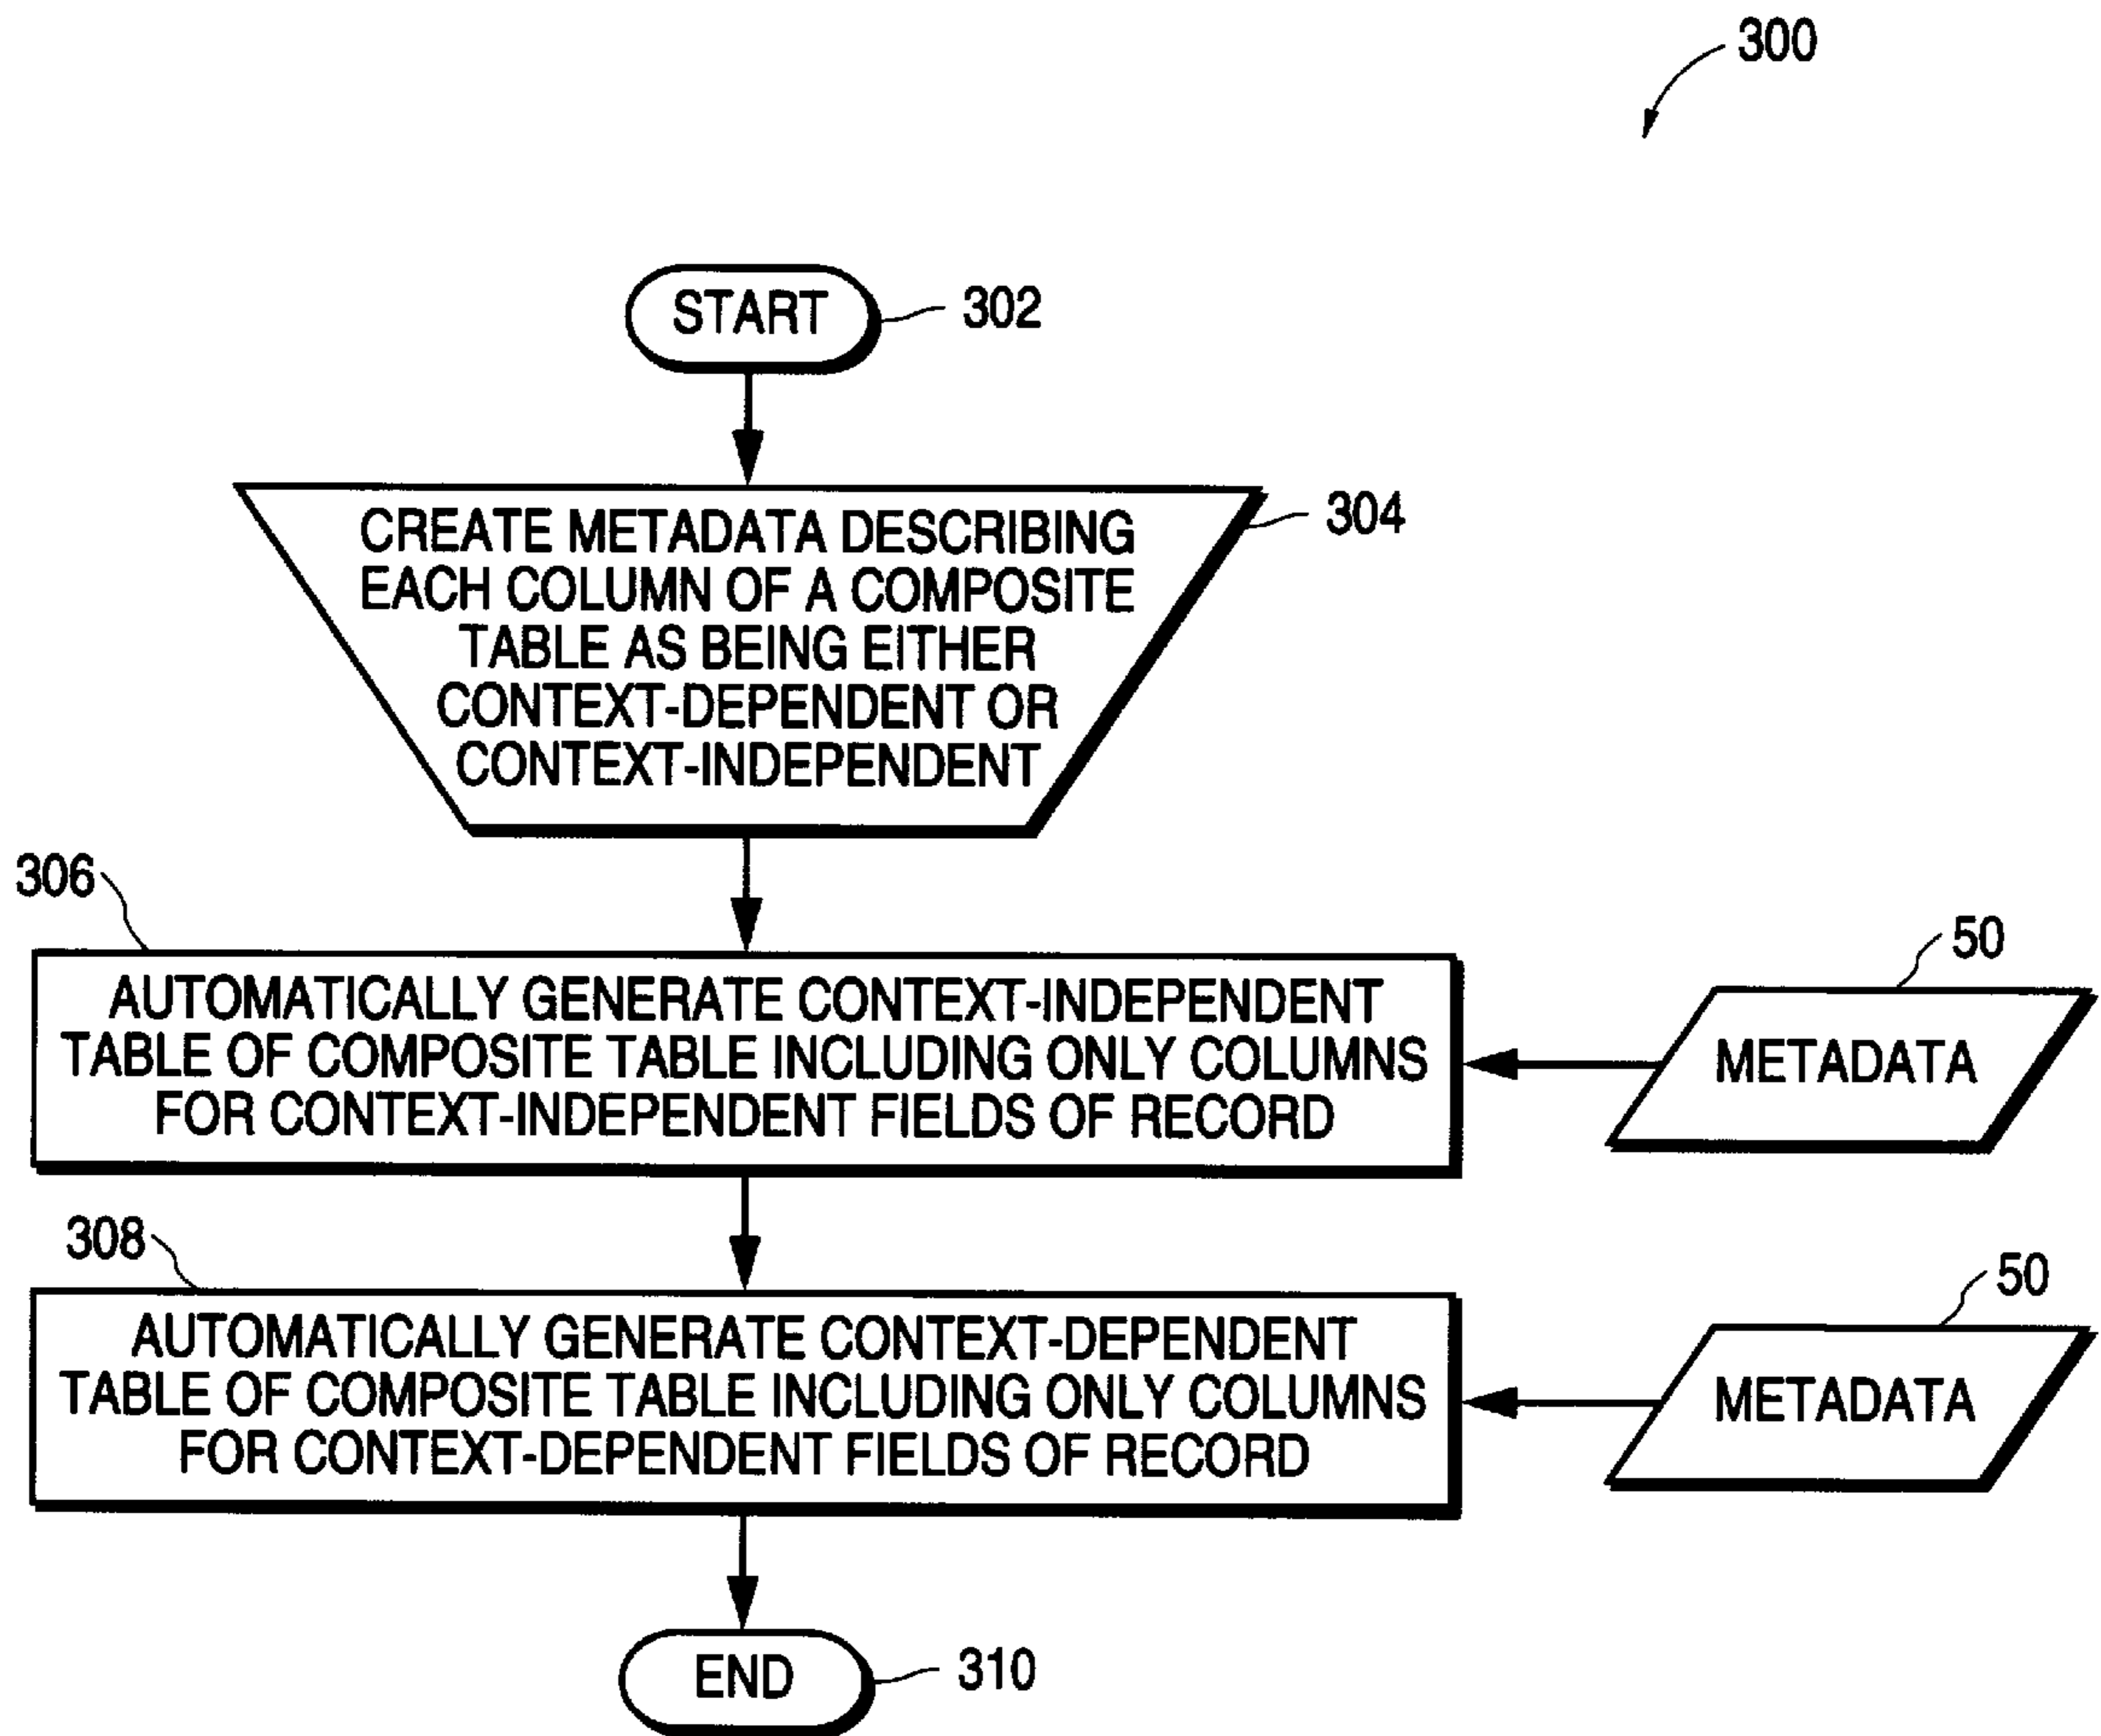 300
START
302
CREATE METADATA DESCRIBING
EACH COLUMN OF A COMPOSITE
TABLE AS BEING EITHER
CONTEXT-DEPENDENT OR
CONTEXT-INDEPENDENT
304
306
AUTOMATICALLY GENERATE CONTEXT-INDEPENDENT
TABLE OF COMPOSITE TABLE INCLUDING ONLY COLUMNS
FOR CONTEXT-INDEPENDENT FIELDS OF RECORD
50
METADATA
308
AUTOMATICALLY GENERATE CONTEXT-DEPENDENT
TABLE OF COMPOSITE TABLE INCLUDING ONLY COLUMNS
FOR CONTEXT-DEPENDENT FIELDS OF RECORD
50
METADATA
END
310